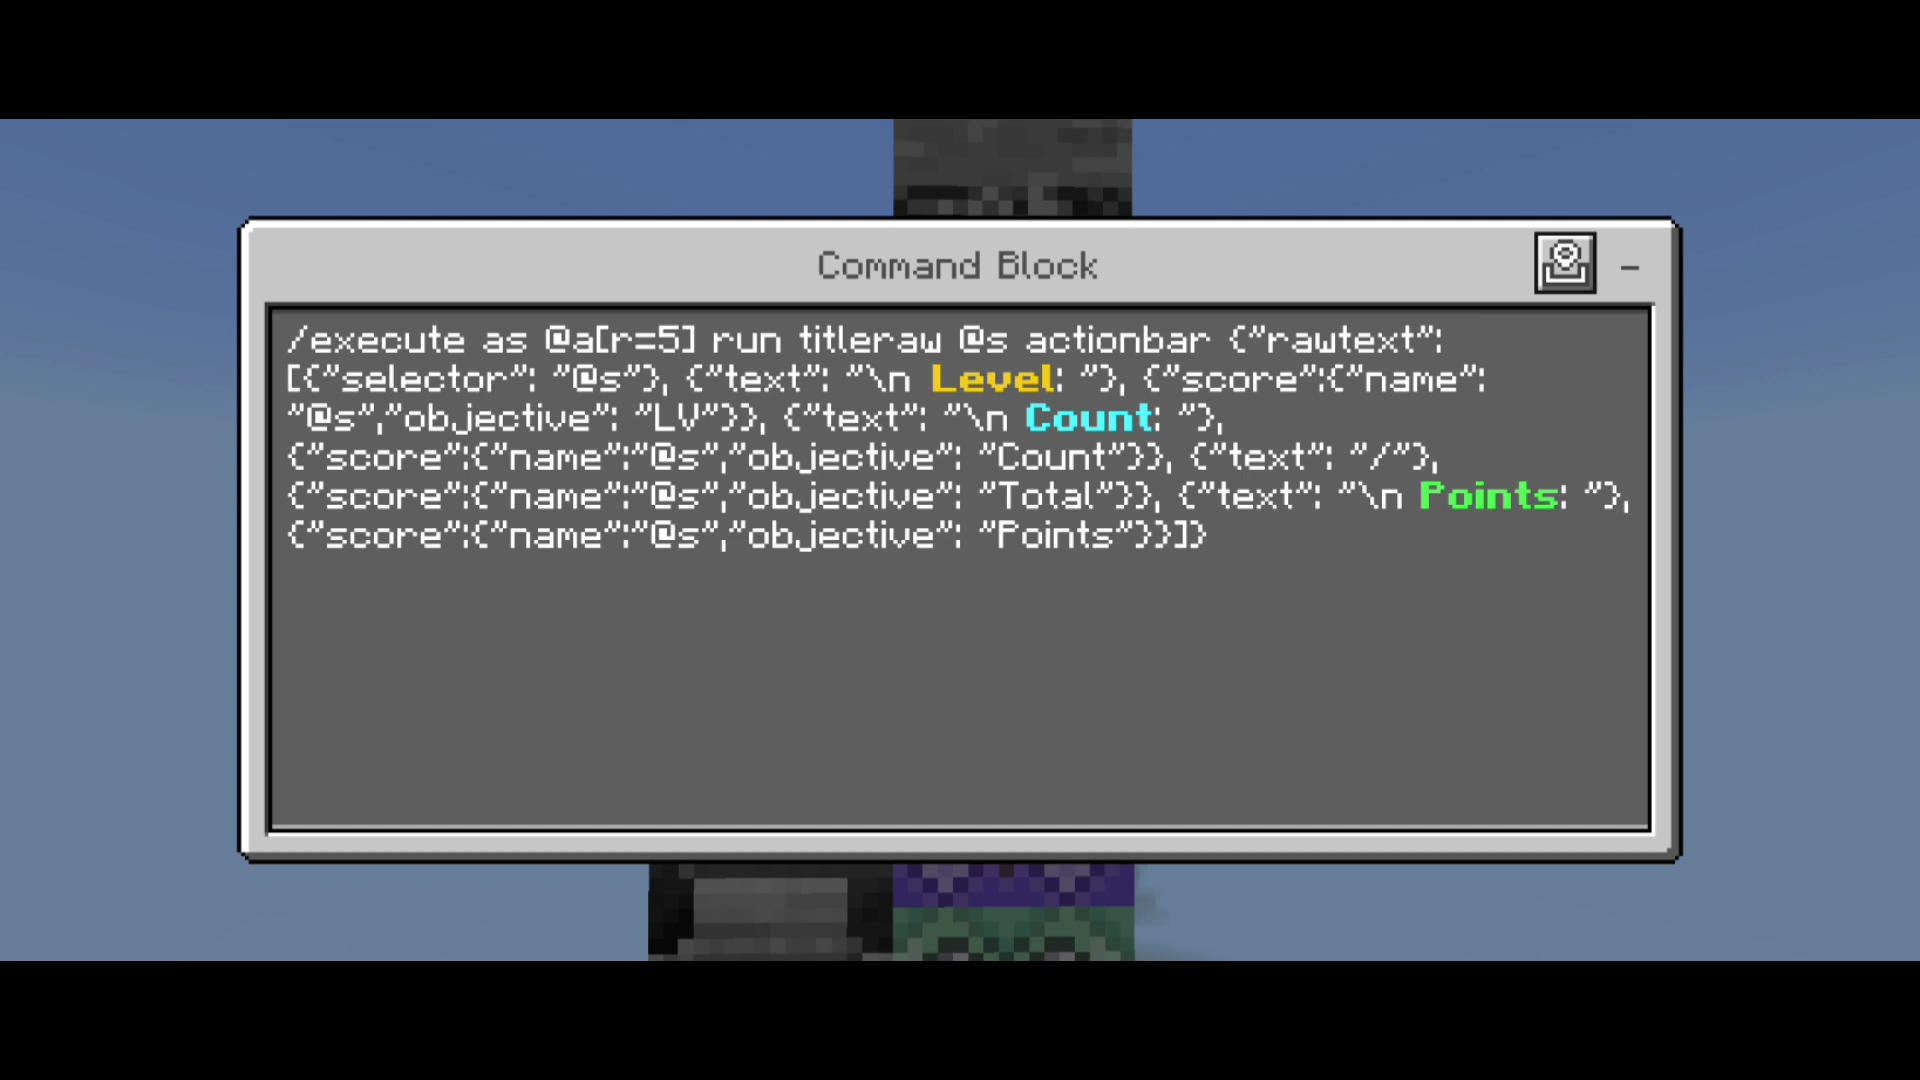 Command Block
/execute as @a[r=5] run titleraw @s actionbar {"rawtext":
[{"selector": "@s"}, {"text": "\n Level: "}, {"score":{"name":
"@s","objective": "LV"}}, {"text": "\n Count: "},
{"score":{"name":"@s","objective": "Count"}}, {"text": "/"},
{"score":{"name":"@s","objective": "Total"}}, {"text": "\n Points: "},
{"score":{"name":"@s","objective": "Points"}}]}